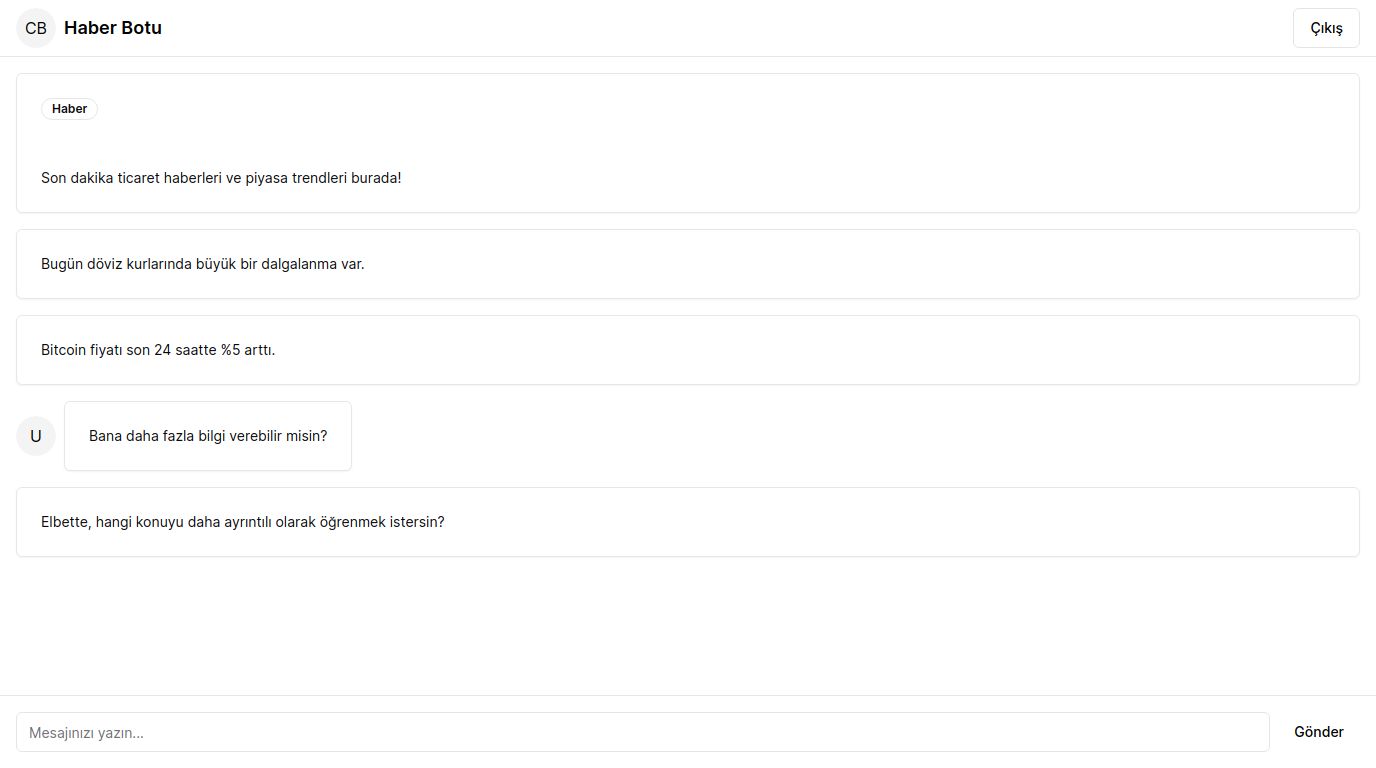 CB
Haber Botu
Çıkış
Haber
Son dakika ticaret haberleri ve piyasa trendleri burada!
Bugün döviz kurlarında büyük bir dalgalanma var.
Bitcoin fiyatı son 24 saatte %5 arttı.
U
Bana daha fazla bilgi verebilir misin?
Elbette, hangi konuyu daha ayrıntılı olarak öğrenmek istersin?
Mesajınızı yazın...
Gönder